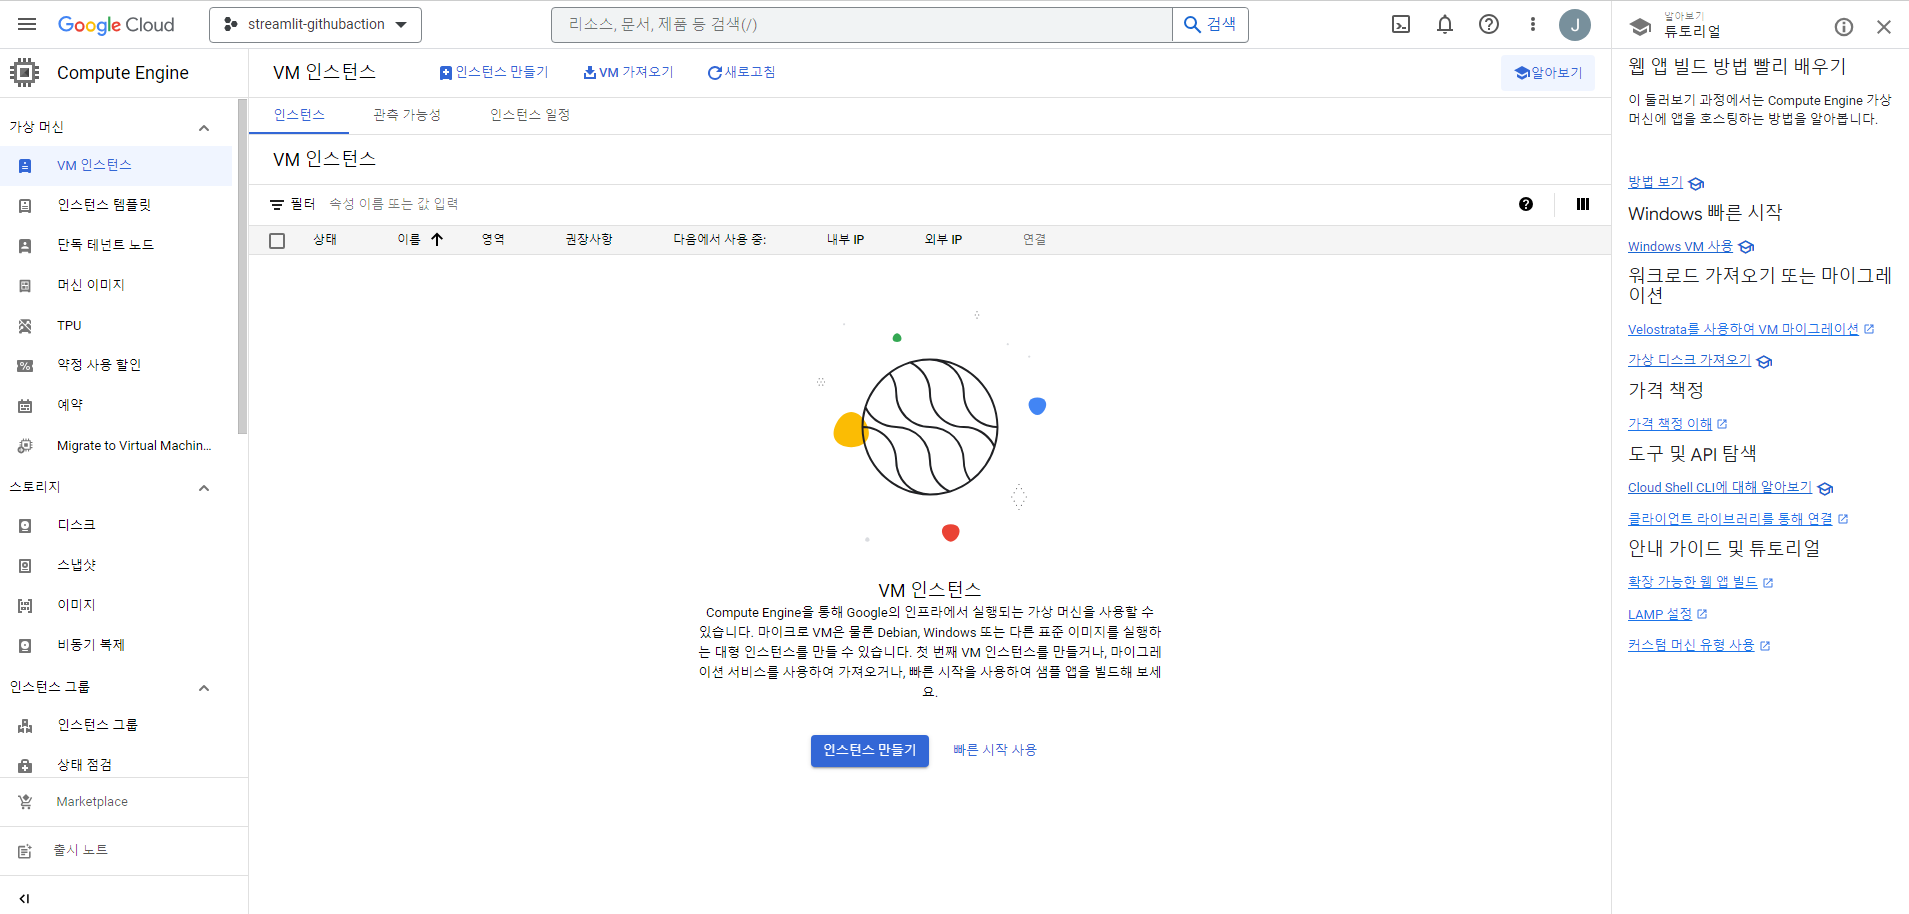 Google Cloud
streamlit-githubaction
리소스, 문서, 제품 등 검색(/)
검색
J
Compute Engine
가상 머신
VM 인스턴스
인스턴스 템플릿
단독 테넌트 노드
머신 이미지
TPU
약정 사용 할인
예약
Migrate to Virtual Machin...
스토리지
디스크
스냅샷
이미지
비동기 복제
인스턴스 그룹
인스턴스 그룹
상태 점검
Marketplace
출시 노트
VM 인스턴스
인스턴스 만들기
VM 가져오기
새로고침
알아보기
인스턴스
관측 가능성
인스턴스 일정
VM 인스턴스
필터
속성 이름 또는 값 입력
상태
이름
영역
권장사항
다음에서 사용 중:
내부 IP
외부 IP
연결
VM 인스턴스
Compute Engine을 통해 Google의 인프라에서 실행되는 가상 머신을 사용할 수
있습니다. 마이크로 VM은 물론 Debian, Windows 또는 다른 표준 이미지를 실행하
는 대형 인스턴스를 만들 수 있습니다. 첫 번째 VM 인스턴스를 만들거나, 마이그레
이션 서비스를 사용하여 가져오거나, 빠른 시작을 사용하여 샘플 앱을 빌드해 보세
요.
인스턴스 만들기
빠른 시작 사용
알아보기
튜토리얼
웹 앱 빌드 방법 빨리 배우기
이 둘러보기 과정에서는 Compute Engine 가상
머신에 앱을 호스팅하는 방법을 알아봅니다.
방법 보기
Windows 빠른 시작
Windows VM 사용
워크로드 가져오기 또는 마이그레
이션
Velostrata를 사용하여 VM 마이그레이션
가상 디스크 가져오기
가격 책정
가격 책정 이해
도구 및 API 탐색
Cloud Shell CLI에 대해 알아보기
클라이언트 라이브러리를 통해 연결
안내 가이드 및 튜토리얼
확장 가능한 웹 앱 빌드
LAMP 설정
커스텀 머신 유형 사용